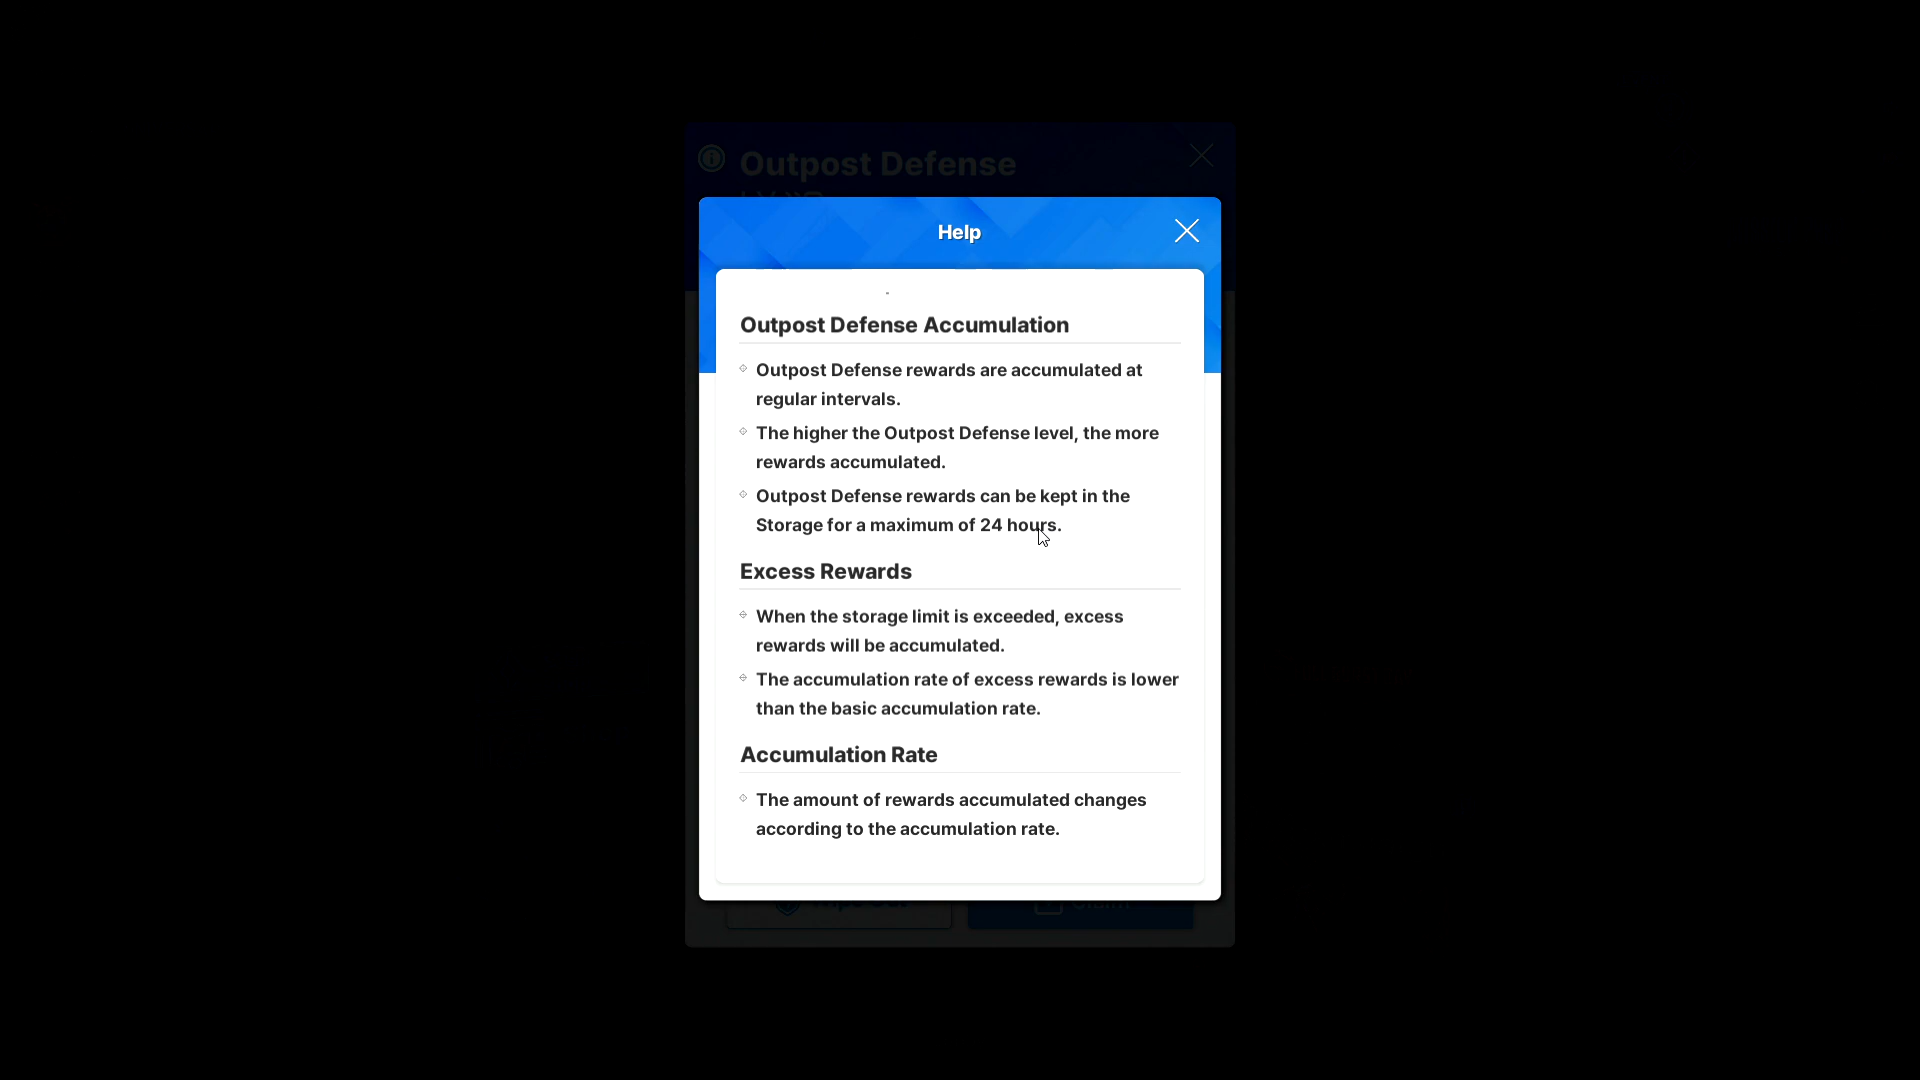 Outpost Defense
Help
Outpost Defense Accumulation
Outpost Defense rewards are accumulated at
regular intervals.
The higher the Outpost Defense level, the more
rewards accumulated.
Outpost Defense rewards can be kept in the
Storage for a maximum of 24 hours.
Excess Rewards
When the storage limit is exceeded, excess
rewards will be accumulated.
The accumulation rate of excess rewards is lower
than the basic accumulation rate.
Accumulation Rate
The amount of rewards accumulated changes
according to the accumulation rate.